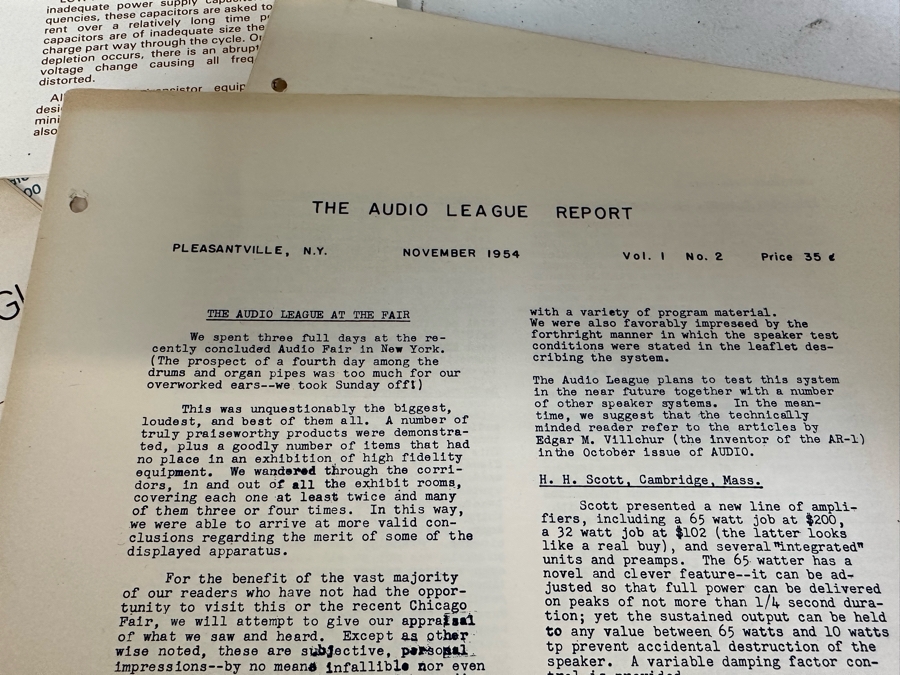 inadequate power supply
quencies, these capacitors are asked to
rent over a relatively long time
capacitors are of inadequate size the
charge part way through the cycle.
depletion occurs, there is an abrupt
voltage change causing all
distorted.
also
THE AUDIO LEAGUE REPORT
PLEASANTVILLE, N.Y. NOVEMBER 1954 Vol. 1 No. 2 Price 35 ¢
THE AUDIO LEAGUE AT THE FAIR
We spent three full days at the re-
cently concluded Audio Fair in New York.
(The prospect of a fourth day among the
drums and organ pipes was too much for our
overworked ears--we took Sunday off!)
This was unquestionably the biggest,
loudest, and best of them all. A number of
truly praiseworthy products were demonstra-
ted, plus a goodly number of items that had
no place in an exhibition of high fidelity
equipment. We wandered through the corri-
dors, in and out of all the exhibit rooms,
covering each one at least twice and many
of them three or four times. In this way,
we were able to arrive at more valid con-
clusions regarding the merit of some of the
displayed apparatus.
For the benefit of the vast majority
of our readers who have not had the oppor-
tunity to visit this or the recent Chicago
Fair, we will attempt to give our appraisal
of what we saw and heard. Except as other
wise noted, these are subjective, personal
impressions--by no means infallible nor even
with a variety of program material.
We were also favorably impreseed by the
forthright manner in which the speaker test
conditions were stated in the leaflet des-
cribing the system.
The Audio League plans to test this system
in the near future together with a number
of other speaker systems. In the mean-
time, we suggest that the technically
minded reader refer to the articles by
Edgar M. Villchur (the inventor of the AR-1)
in the October issue of AUDIO.
H. H. Scott, Cambridge, Mass.
Scott presented a new line of ampli-
fiers, including a 65 watt job at $200,
a 32 watt job at $102 (the latter looks
like a real buy), and several "integrated"
units and preamps. The 65 watter has a
novel and clever feature--it can be ad-
justed so that full power can be delivered
on peaks of not more than 1/4 second dura-
tion; yet the sustained output can be held
to any value between 65 watts and 10 watts
tp prevent accidental destruction of the
speaker. A variable damping factor con-